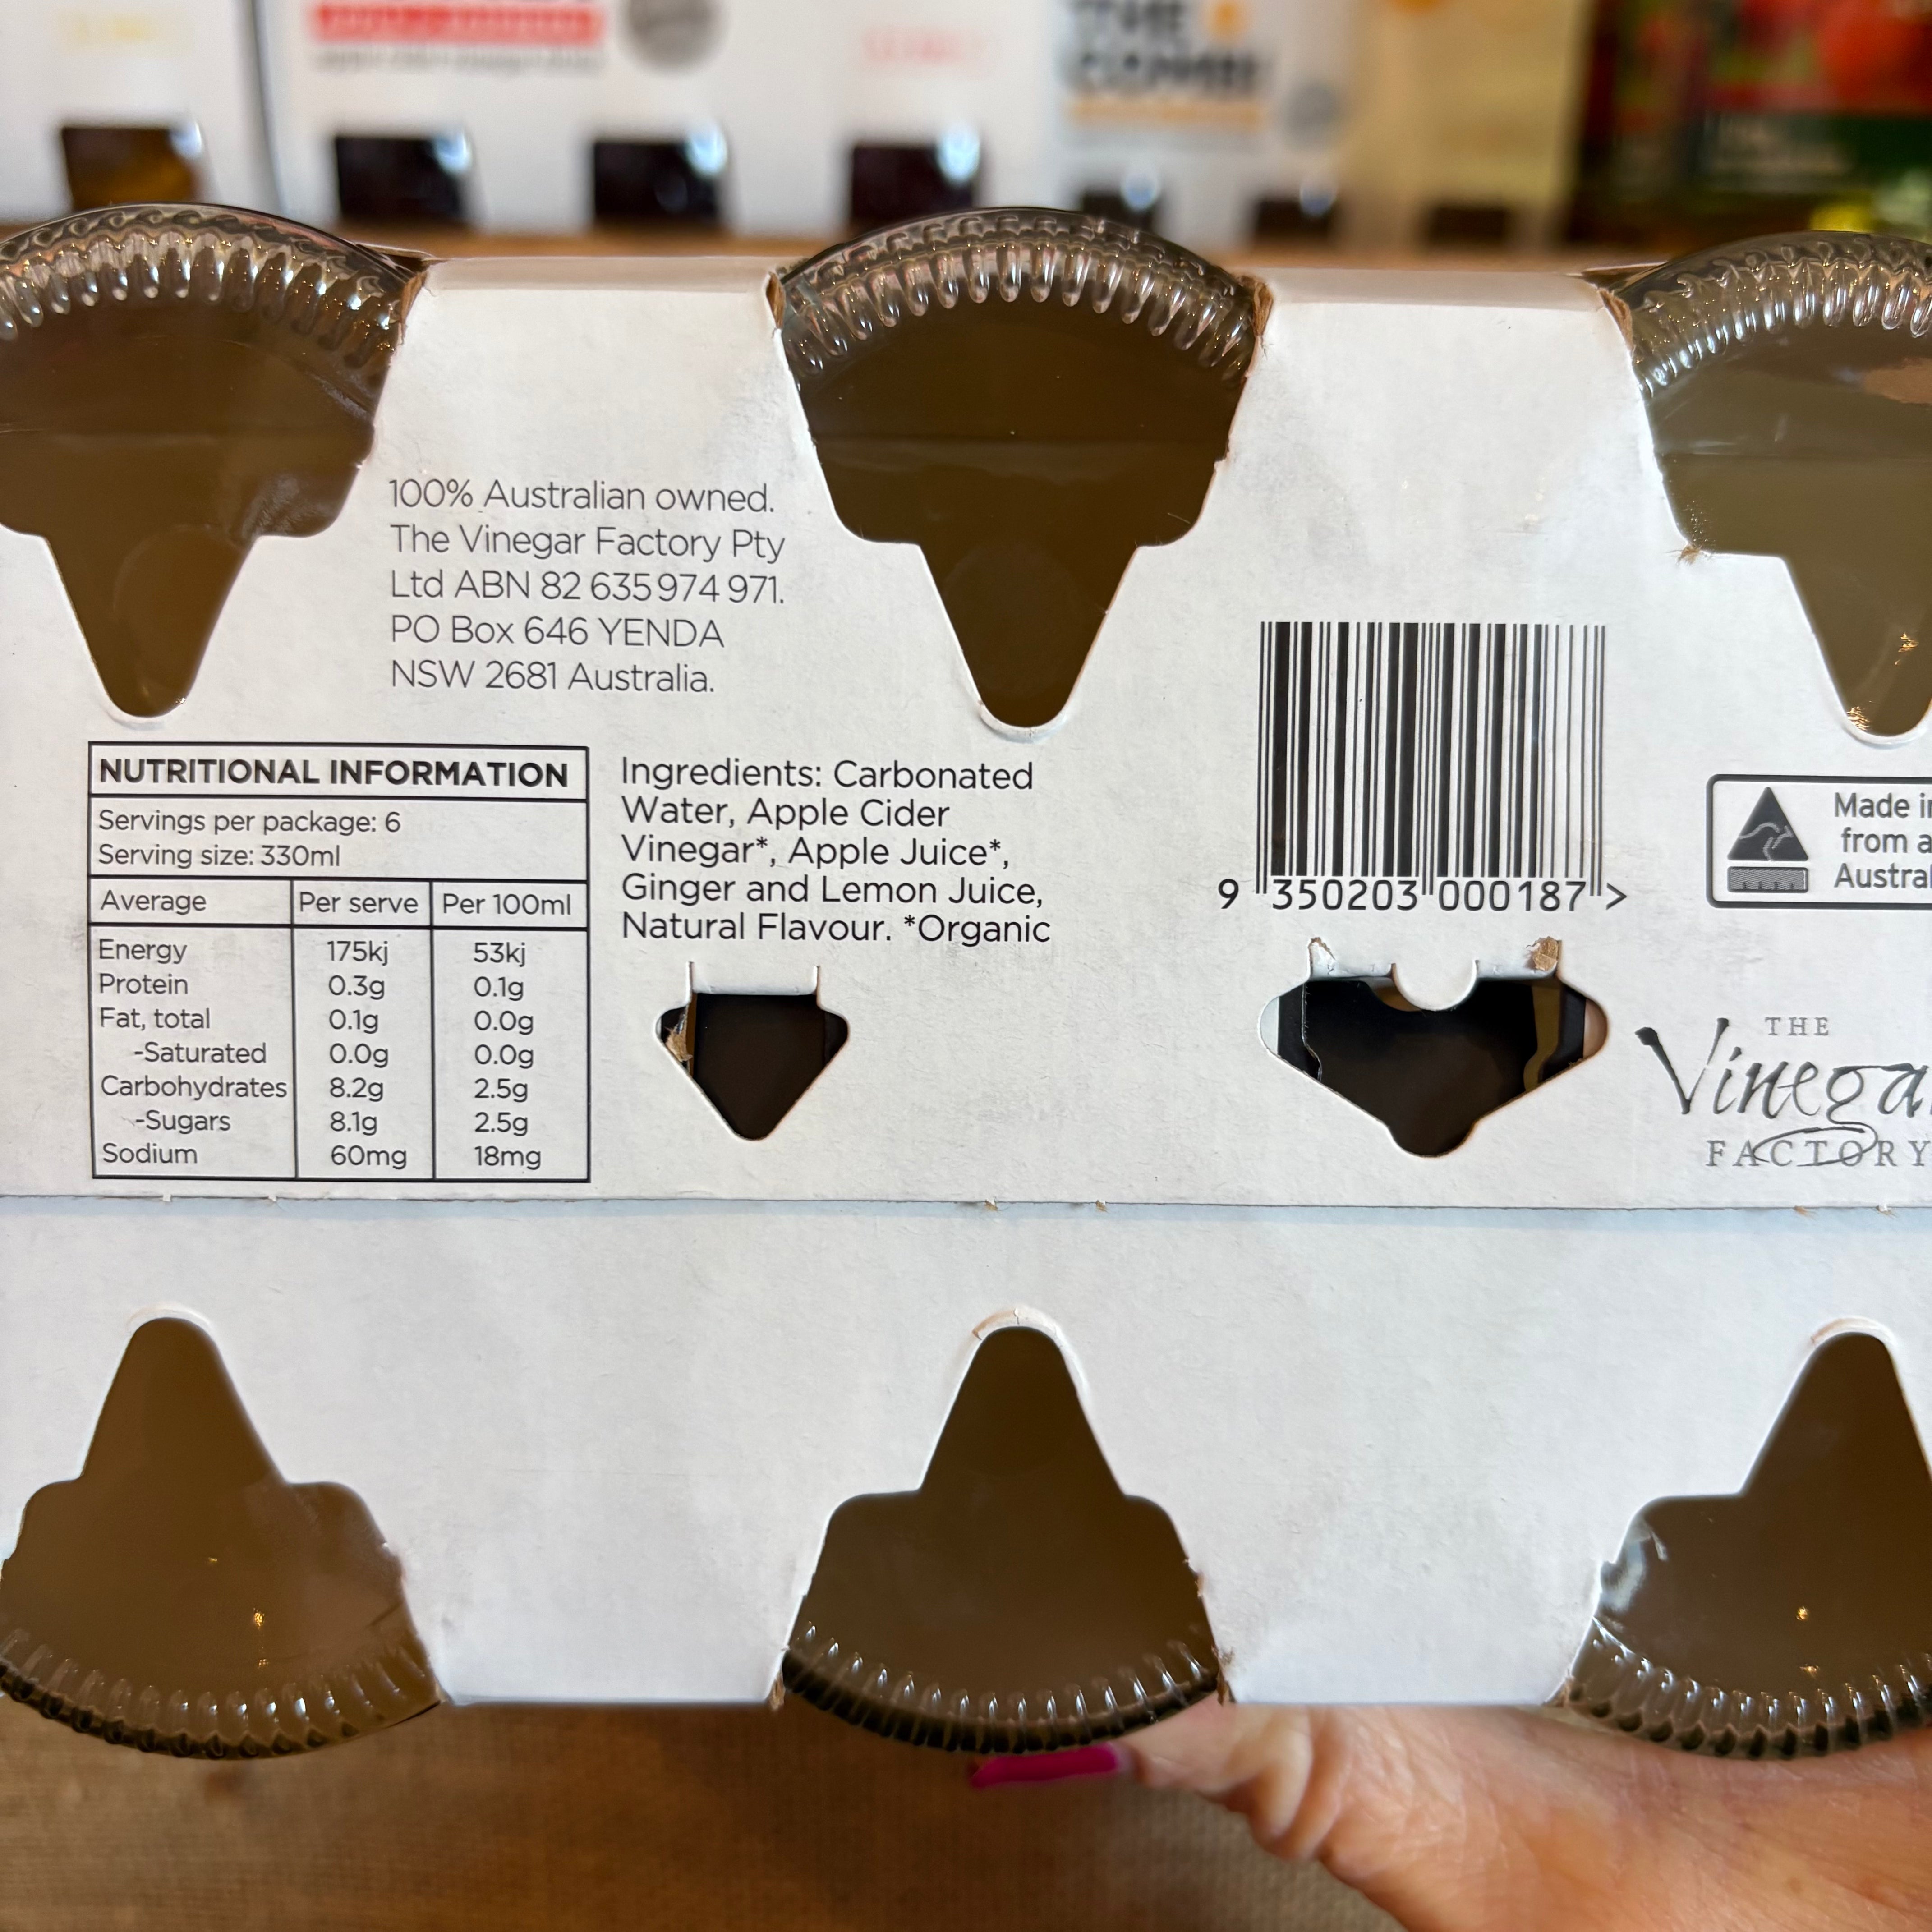 THE
COMBI
100% Australian owned.
The Vinegar Factory Pty
Ltd ABN 82 635 974 971.
PO Box 646 YENDA
NSW 2681 Australia.
NUTRITIONAL INFORMATION
Servings per package: 6
Serving size: 330ml
Average Per serve Per 100ml
Energy 175kj 53kj
Protein 0.3g 0.1g
Fat, total 0.1g 0.0g
-Saturated 0.0g 0.0g
Carbohydrates 8.2g 2.5g
-Sugars 8.1g 2.5g
Sodium 60mg 18mg
Ingredients: Carbonated
Water, Apple Cider
Vinegar*, Apple Juice*,
Ginger and Lemon Juice,
Natural Flavour. *Organic
9 350203 000187 >
Made
from
THE
FACTORY